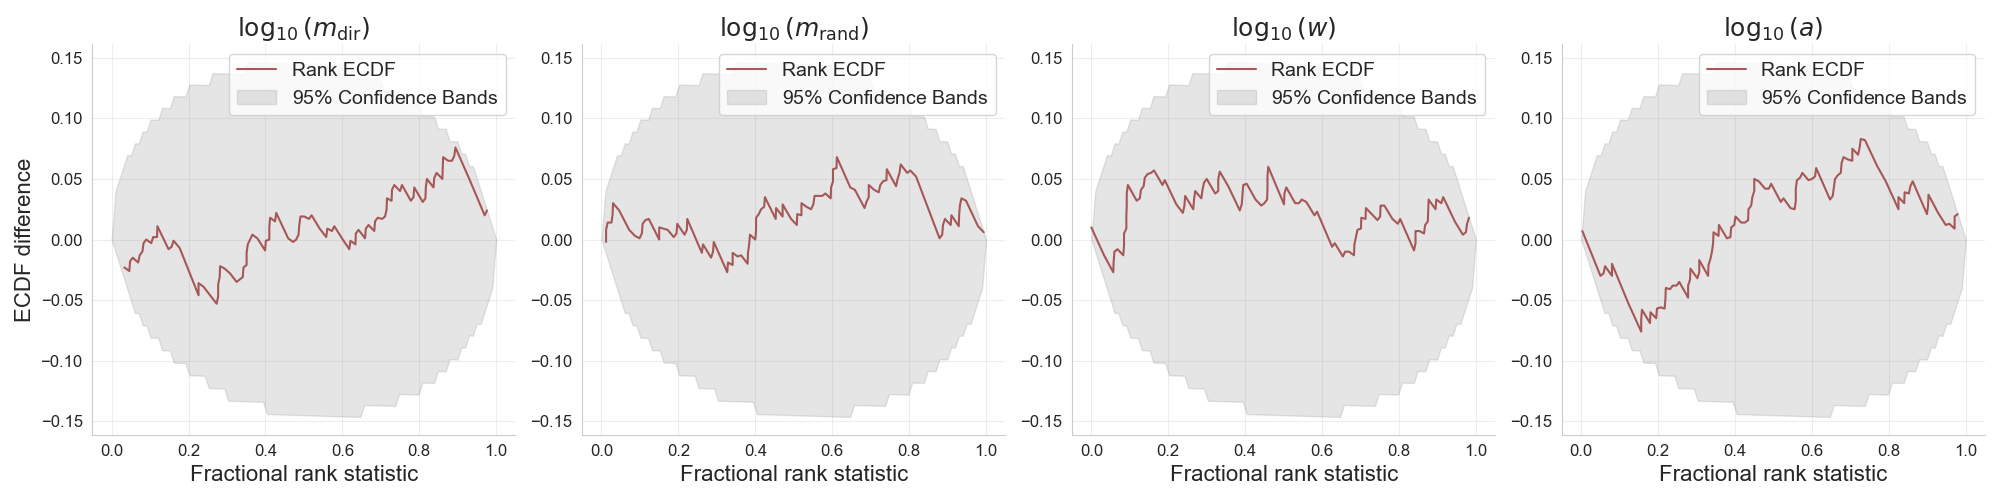 log₁₀ (m_dir)
log₁₀ (m_rand)
log₁₀ (w)
log₁₀ (a)
ECDF difference
0.15
0.10
0.05
0.00
−0.05
−0.10
−0.15
Rank ECDF
95% Confidence Bands
0.0 0.2 0.4 0.6 0.8 1.0
Fractional rank statistic
0.15
0.10
0.05
0.00
−0.05
−0.10
−0.15
Rank ECDF
95% Confidence Bands
0.0 0.2 0.4 0.6 0.8 1.0
Fractional rank statistic
0.15
0.10
0.05
0.00
−0.05
−0.10
−0.15
Rank ECDF
95% Confidence Bands
0.0 0.2 0.4 0.6 0.8 1.0
Fractional rank statistic
0.15
0.10
0.05
0.00
−0.05
−0.10
−0.15
Rank ECDF
95% Confidence Bands
0.0 0.2 0.4 0.6 0.8 1.0
Fractional rank statistic